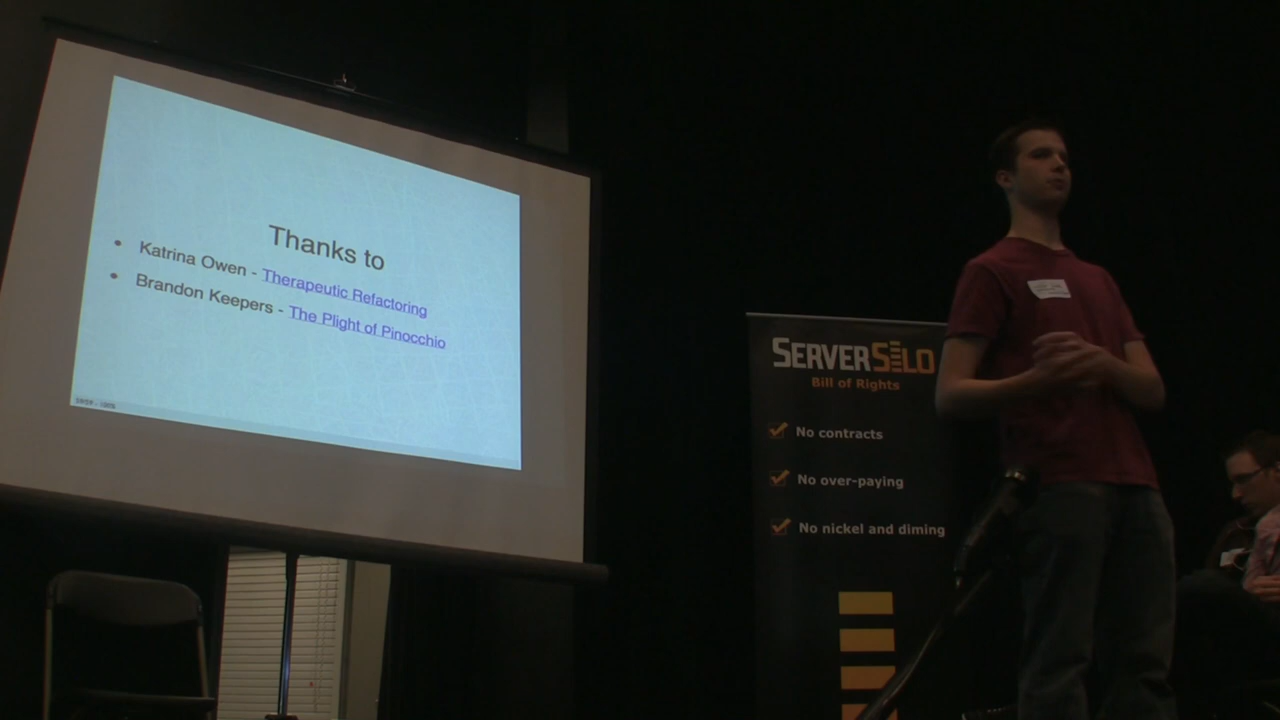 Thanks to
• Katrina Owen - Therapeutic Refactoring
• Brandon Keepers - The Plight of Pinocchio
SERVERSILO
Bill of Rights
No contracts
No over-paying
No nickel and diming